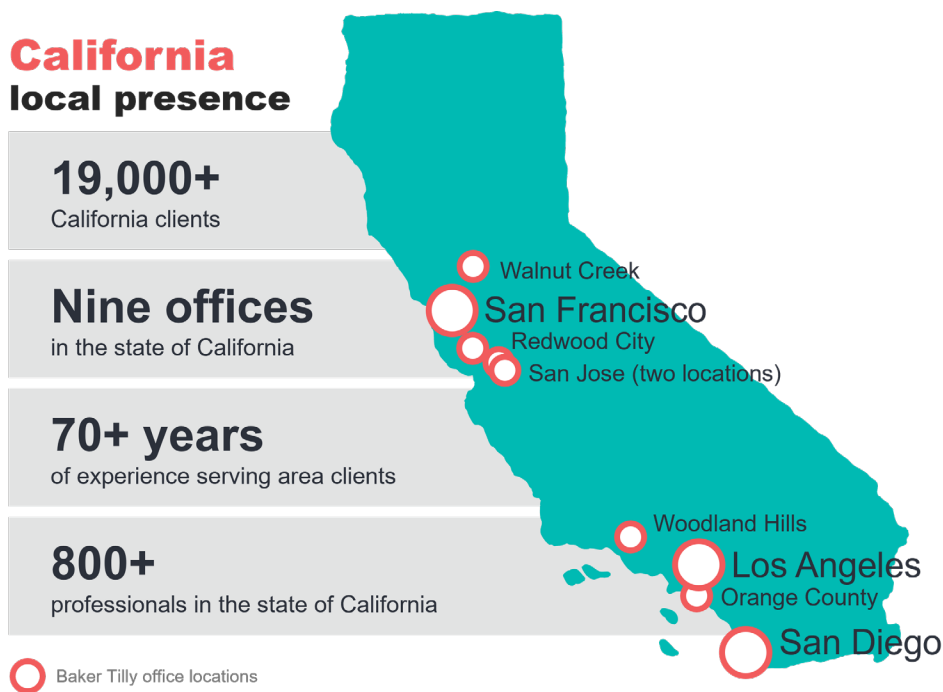 California
local presence
19,000+
California clients
Nine offices
in the state of California
70+ years
of experience serving area clients
800+
professionals in the state of California
Baker Tilly office locations
Walnut Creek
San Francisco
Redwood City
San Jose (two locations)
Woodland Hills
Los Angeles
Orange County
San Diego